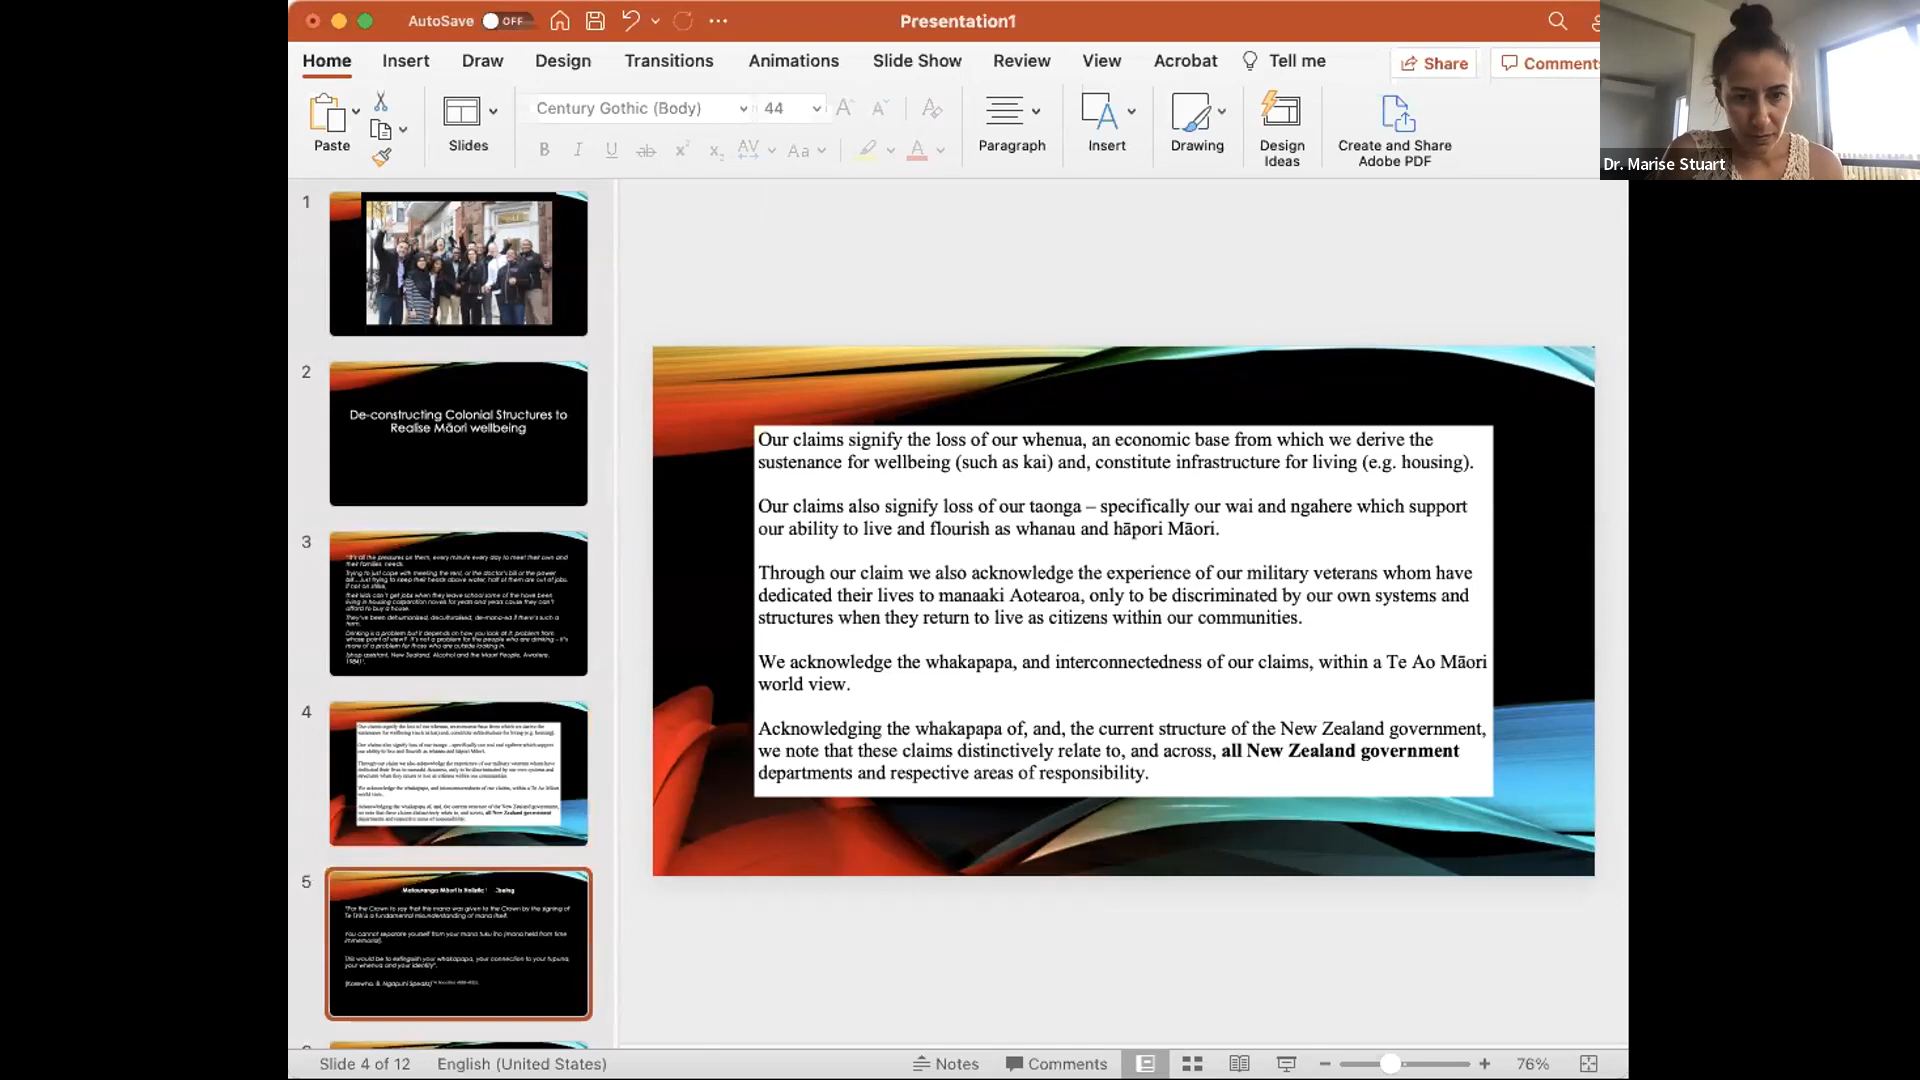 AutoSave OFF
Presentation1
Home Insert Draw Design Transitions Animations Slide Show Review View Acrobat Tell me
Share
Comments
Paste
Slides
Century Gothic (Body) 44
Paragraph
Insert
Drawing
Design
Ideas
Create and Share
Adobe PDF
Dr. Marise Stuart
1
2
De-constructing Colonial Structures to
Realise Māori wellbeing
3
4
5
Our claims signify the loss of our whenua, an economic base from which we derive the
sustenance for wellbeing (such as kai) and, constitute infrastructure for living (e.g. housing).
Our claims also signify loss of our taonga – specifically our wai and ngahere which support
our ability to live and flourish as whanau and hāpori Māori.
Through our claim we also acknowledge the experience of our military veterans whom have
dedicated their lives to manaaki Aotearoa, only to be discriminated by our own systems and
structures when they return to live as citizens within our communities.
We acknowledge the whakapapa, and interconnectedness of our claims, within a Te Ao Māori
world view.
Acknowledging the whakapapa of, and, the current structure of the New Zealand government,
we note that these claims distinctively relate to, and across, all New Zealand government
departments and respective areas of responsibility.
Slide 4 of 12 English (United States)
Notes Comments 76%